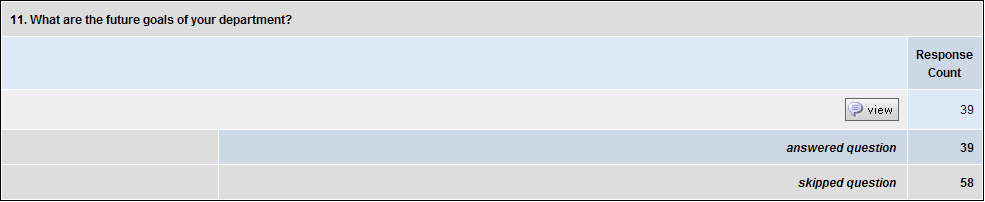 11. What are the future goals of your department?
Response
Count
view 39
answered question 39
skipped question 58